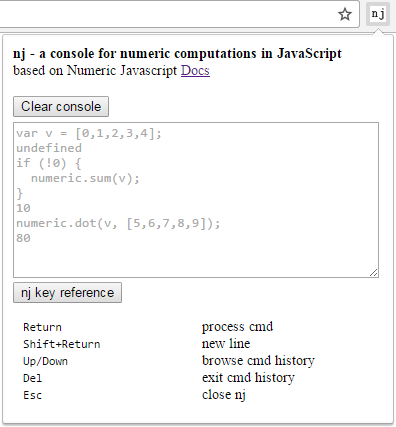 nj
nj - a console for numeric computations in JavaScript
based on Numeric Javascript Docs
Clear console
var v = [0,1,2,3,4];
undefined
if (!0) {
  numeric.sum(v);
}
10
numeric.dot(v, [5,6,7,8,9]);
80
nj key reference
Return process cmd
Shift+Return new line
Up/Down browse cmd history
Del exit cmd history
Esc close nj